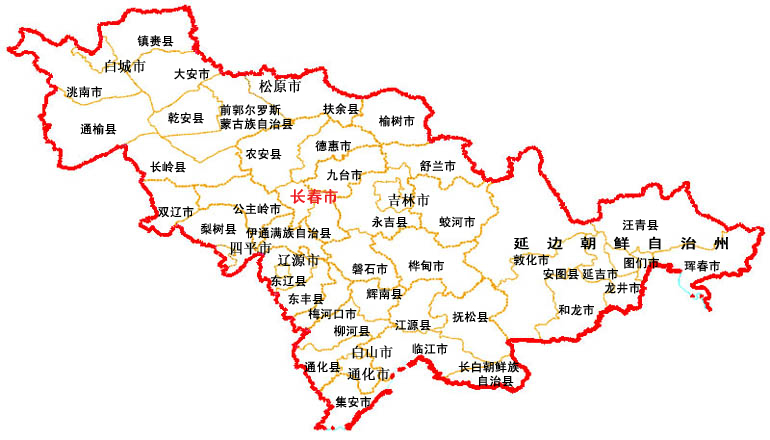 镇赉县
白城市
大安市
松原市
洮南市
前郭尔罗斯
蒙古族自治县
扶余县
乾安县
榆树市
通榆县
德惠市
农安县
长岭县
舒兰市
九台市
长春市
吉林市
双辽市
公主岭市
永吉县
蛟河市
汪青县
梨树县
伊通满族自治县
四平市
延边朝鲜自治州
辽源市
磐石市
桦甸市
敦化市
安图县
延吉市
图们市
珲春市
东辽县
龙井市
东丰县
辉南县
梅河口市
和龙市
柳河县
江源县
抚松县
白山市
临江市
通化县
通化市
长白朝鲜族
自治县
集安市